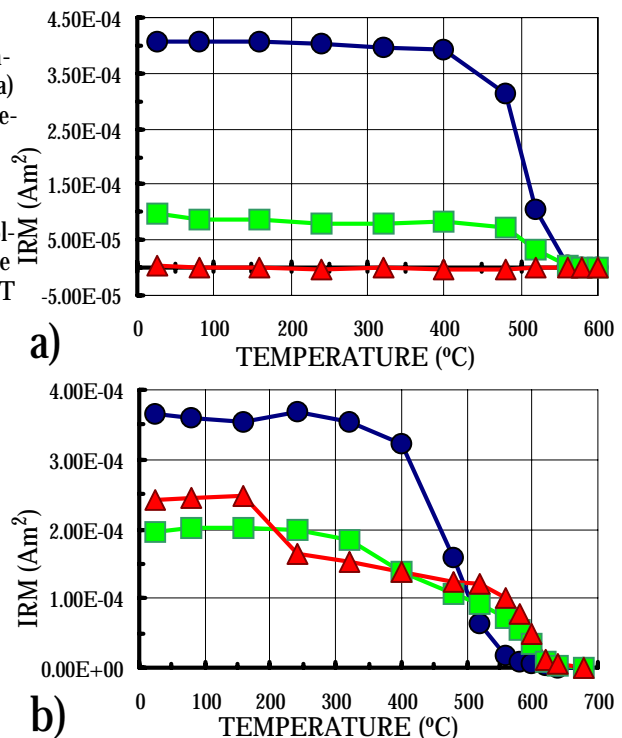 n-
a)
e-
l-
e
T
4.50E-04
3.50E-04
2.50E-04
1.50E-04
5.00E-05
-5.00E-05
IRM (Am²)
0 100 200 300 400 500 600
TEMPERATURE (ºC)
a)
4.00E-04
3.00E-04
2.00E-04
1.00E-04
0.00E+00
IRM (Am²)
0 100 200 300 400 500 600 700
TEMPERATURE (ºC)
b)